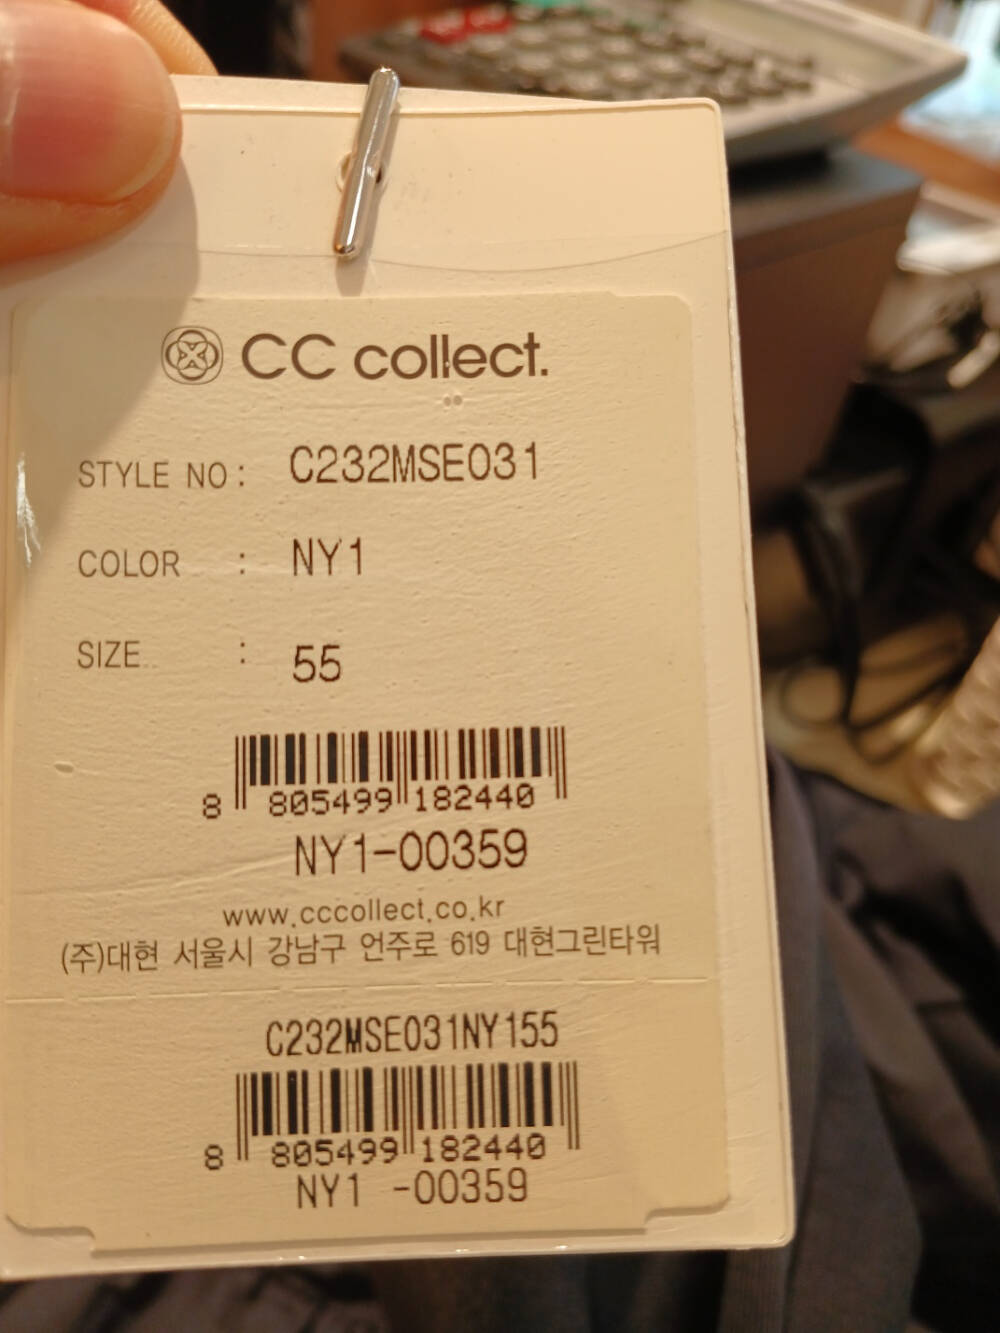 CC collect.
STYLE NO : C232MSE031
COLOR : NY1
SIZE : 55
8 805499 182440
NY1-00359
www.cccollect.co.kr
(주)대현 서울시 강남구 언주로 619 대현그린타워
C232MSE031NY155
8 805499 182440
NY1 -00359